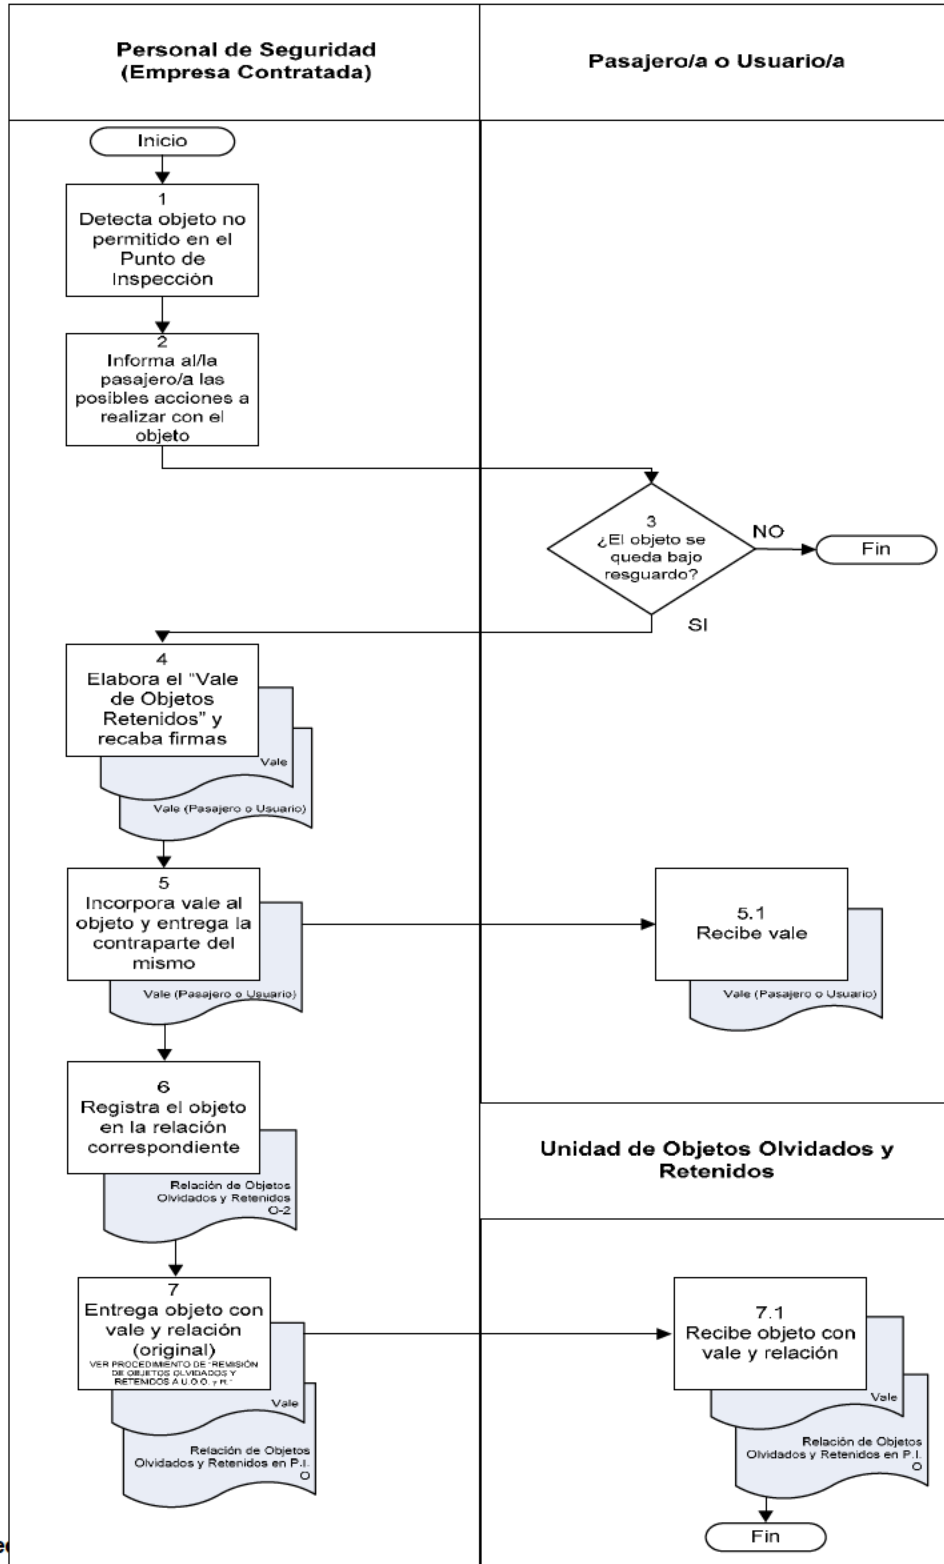 Personal de Seguridad
(Empresa Contratada)
Pasajero/a o Usuario/a
Inicio
1
Detecta objeto no
permitido en el
Punto de
Inspección
2
Informa al/la
pasajero/a las
posibles acciones a
realizar con el
objeto
3
¿El objeto se
queda bajo
resguardo?
NO
Fin
SI
4
Elabora el "Vale
de Objetos
Retenidos" y
recaba firmas
Vale
Vale (Pasajero o Usuario)
5
Incorpora vale al
objeto y entrega la
contraparte del
mismo
Vale (Pasajero o Usuario)
5.1
Recibe vale
Vale (Pasajero o Usuario)
6
Registra el objeto
en la relación
correspondiente
Relación de Objetos
Olvidados y Retenidos
O-2
Unidad de Objetos Olvidados y
Retenidos
7
Entrega objeto con
vale y relación
(original)
VER PROCEDIMIENTO DE "REMISIÓN
DE OBJETOS OLVIDADOS Y
RETENIDOS A U.O.O. y R."
Vale
Relación de Objetos
Olvidados y Retenidos en P.I.
O
7.1
Recibe objeto con
vale y relación
Vale
Relación de Objetos
Olvidados y Retenidos en P.I.
O
Fin